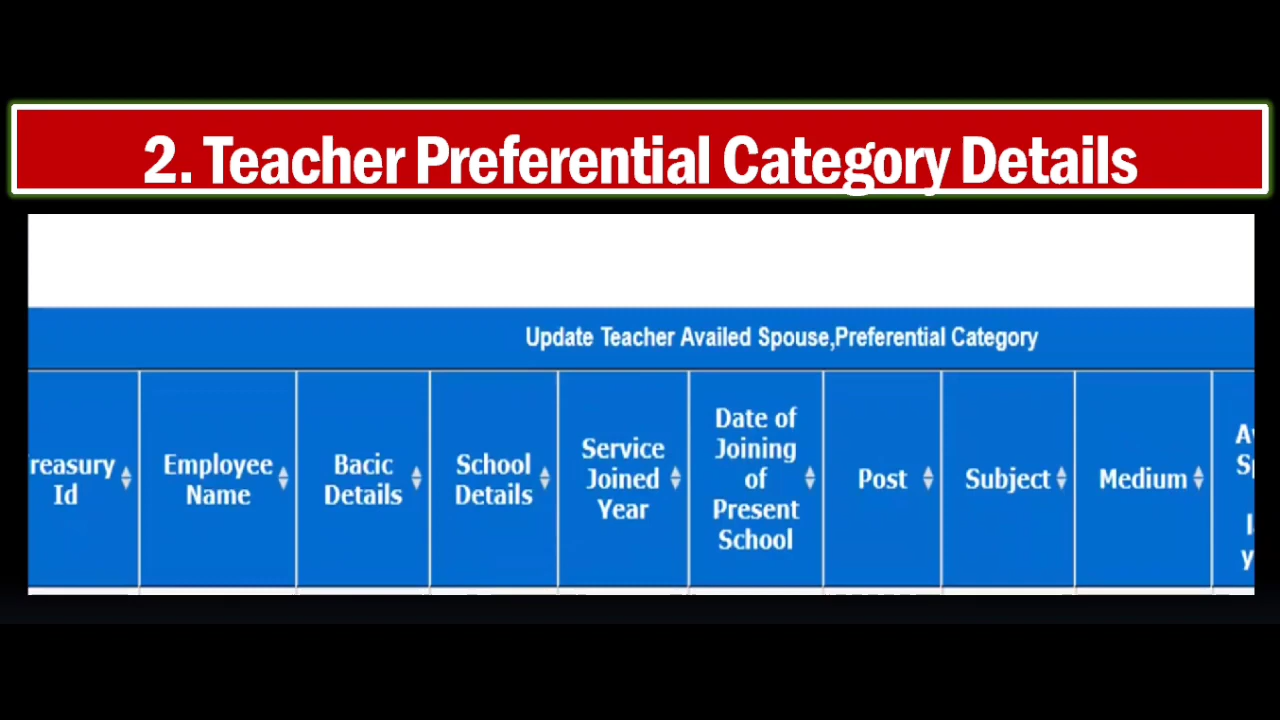 2. Teacher Preferential Category Details
Update Teacher Availed Spouse,Preferential Category
Id
Employee
Name
Bacic
Details
School
Details
Service
Joined
Year
Date of
Joining
of
Present
School
Post
Subject
Medium